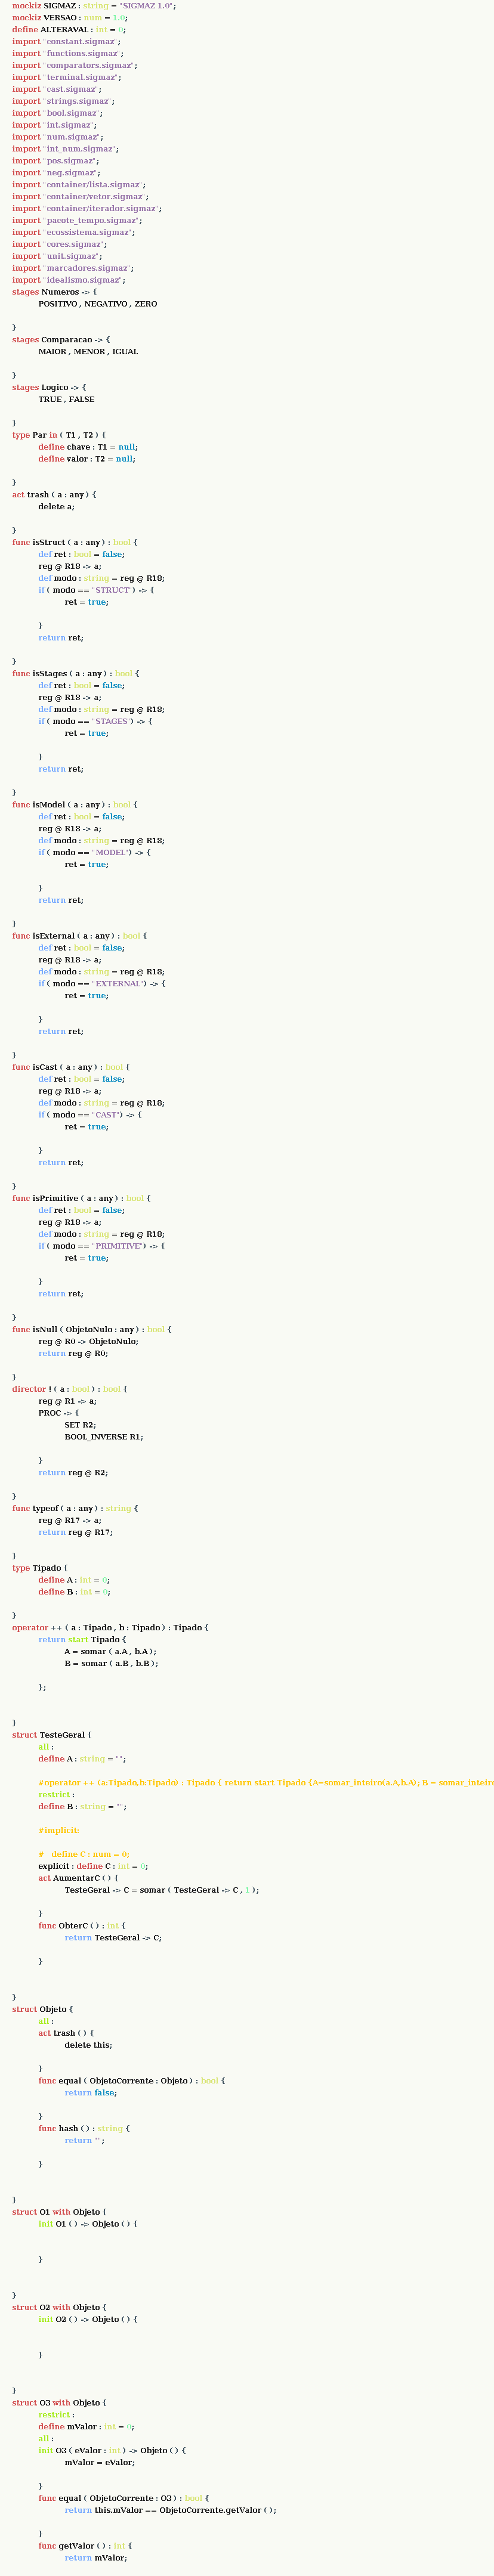 mockiz SIGMAZ : string = "SIGMAZ 1.0";
mockiz VERSAO : num = 1.0;
define ALTERAVAL : int = 0;
import "constant.sigmaz";
import "functions.sigmaz";
import "comparators.sigmaz";
import "terminal.sigmaz";
import "cast.sigmaz";
import "strings.sigmaz";
import "bool.sigmaz";
import "int.sigmaz";
import "num.sigmaz";
import "int_num.sigmaz";
import "pos.sigmaz";
import "neg.sigmaz";
import "container/lista.sigmaz";
import "container/vetor.sigmaz";
import "container/iterador.sigmaz";
import "pacote_tempo.sigmaz";
import "ecossistema.sigmaz";
import "cores.sigmaz";
import "unit.sigmaz";
import "marcadores.sigmaz";
import "idealismo.sigmaz";
stages Numeros -> {
POSITIVO , NEGATIVO , ZERO
}
stages Comparacao -> {
MAIOR , MENOR , IGUAL
}
stages Logico -> {
TRUE , FALSE
}
type Par in ( T1 , T2 ) {
define chave : T1 = null;
define valor : T2 = null;
}
act trash ( a : any ) {
delete a;
}
func isStruct ( a : any ) : bool {
def ret : bool = false;
reg @ R18 -> a;
def modo : string = reg @ R18;
if ( modo == "STRUCT") -> {
ret = true;
}
return ret;
}
func isStages ( a : any ) : bool {
def ret : bool = false;
reg @ R18 -> a;
def modo : string = reg @ R18;
if ( modo == "STAGES") -> {
ret = true;
}
return ret;
}
func isModel ( a : any ) : bool {
def ret : bool = false;
reg @ R18 -> a;
def modo : string = reg @ R18;
if ( modo == "MODEL") -> {
ret = true;
}
return ret;
}
func isExternal ( a : any ) : bool {
def ret : bool = false;
reg @ R18 -> a;
def modo : string = reg @ R18;
if ( modo == "EXTERNAL") -> {
ret = true;
}
return ret;
}
func isCast ( a : any ) : bool {
def ret : bool = false;
reg @ R18 -> a;
def modo : string = reg @ R18;
if ( modo == "CAST") -> {
ret = true;
}
return ret;
}
func isPrimitive ( a : any ) : bool {
def ret : bool = false;
reg @ R18 -> a;
def modo : string = reg @ R18;
if ( modo == "PRIMITIVE") -> {
ret = true;
}
return ret;
}
func isNull ( ObjetoNulo : any ) : bool {
reg @ R0 -> ObjetoNulo;
return reg @ R0;
}
director ! ( a : bool ) : bool {
reg @ R1 -> a;
PROC -> {
SET R2;
BOOL_INVERSE R1;
}
return reg @ R2;
}
func typeof ( a : any ) : string {
reg @ R17 -> a;
return reg @ R17;
}
type Tipado {
define A : int = 0;
define B : int = 0;
}
operator ++ ( a : Tipado , b : Tipado ) : Tipado {
return start Tipado {
A = somar ( a.A , b.A );
B = somar ( a.B , b.B );
};
}
struct TesteGeral {
all :
define A : string = "";
#operator ++ (a:Tipado,b:Tipado) : Tipado { return start Tipado {A=somar_inteiro(a.A,b.A); B = somar_inteiro
restrict :
define B : string = "";
#implicit:
# define C : num = 0;
explicit : define C : int = 0;
act AumentarC ( ) {
TesteGeral -> C = somar ( TesteGeral -> C , 1 );
}
func ObterC ( ) : int {
return TesteGeral -> C;
}
}
struct Objeto {
all :
act trash ( ) {
delete this;
}
func equal ( ObjetoCorrente : Objeto ) : bool {
return false;
}
func hash ( ) : string {
return "";
}
}
struct O1 with Objeto {
init O1 ( ) -> Objeto ( ) {
}
}
struct O2 with Objeto {
init O2 ( ) -> Objeto ( ) {
}
}
struct O3 with Objeto {
restrict :
define mValor : int = 0;
all :
init O3 ( eValor : int ) -> Objeto ( ) {
mValor = eValor;
}
func equal ( ObjetoCorrente : O3 ) : bool {
return this.mValor == ObjetoCorrente.getValor ( );
}
func getValor ( ) : int {
return mValor;